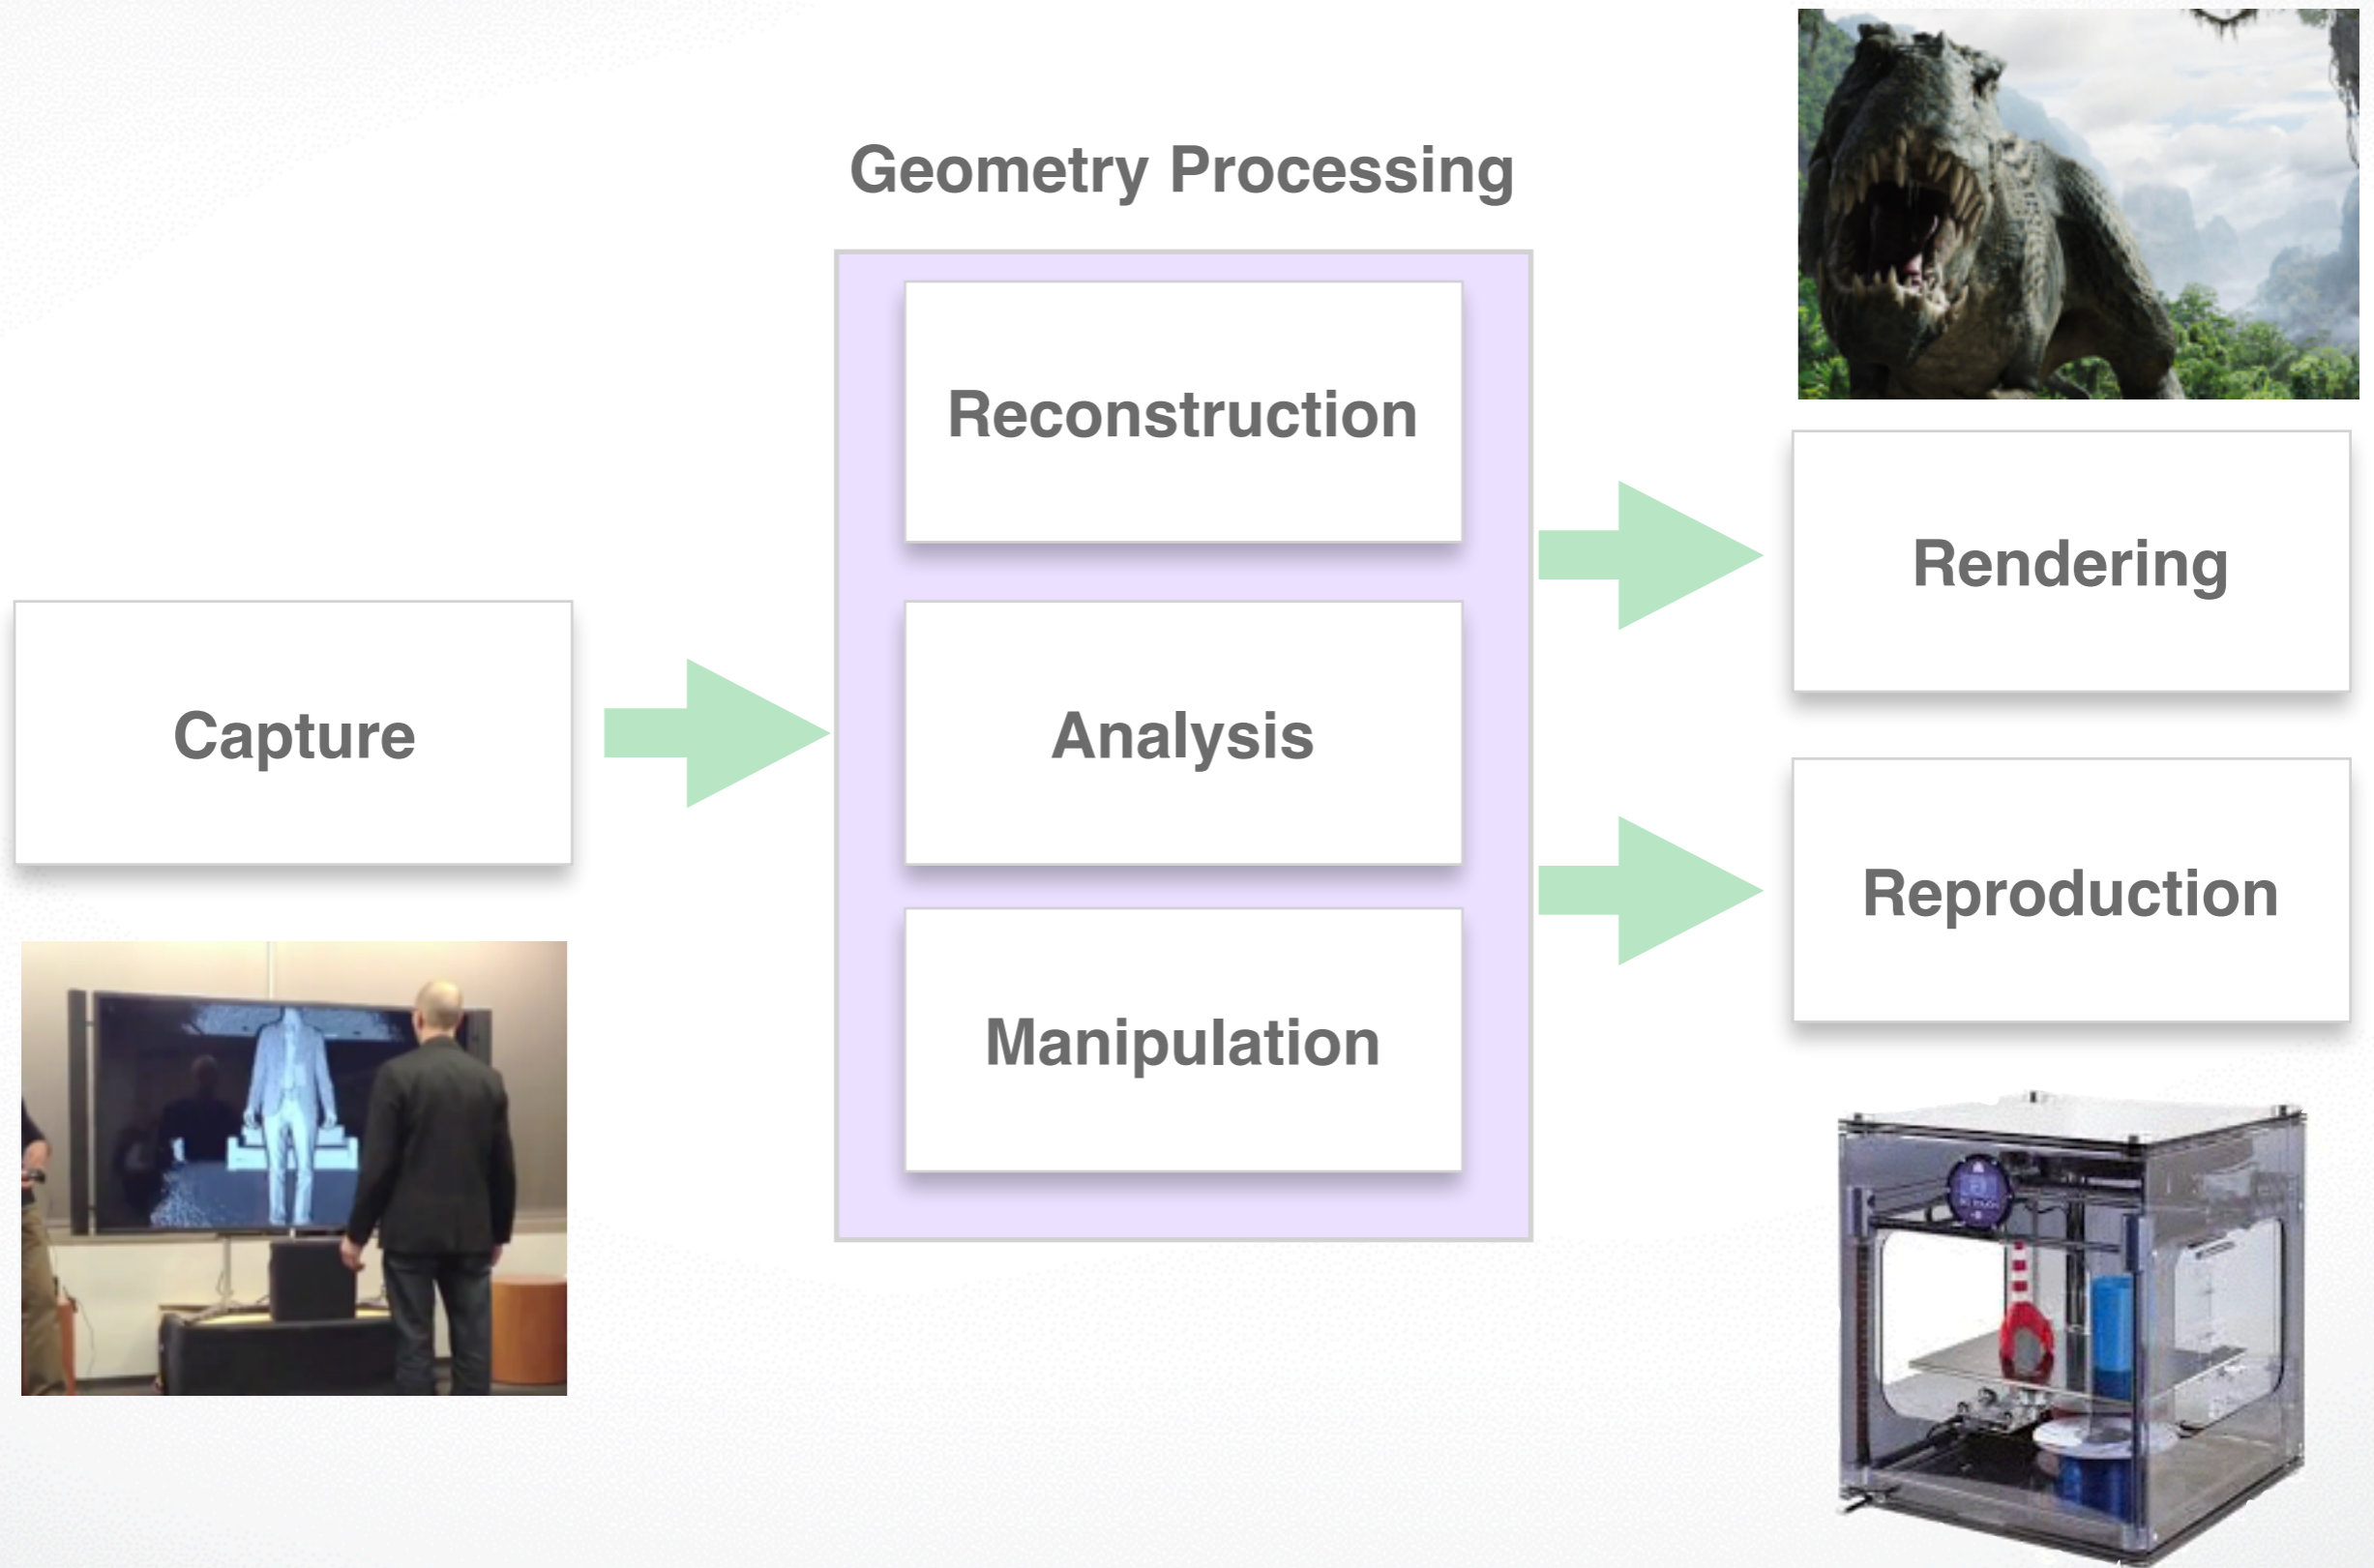 Geometry Processing
Reconstruction
Rendering
Capture
Analysis
Reproduction
Manipulation